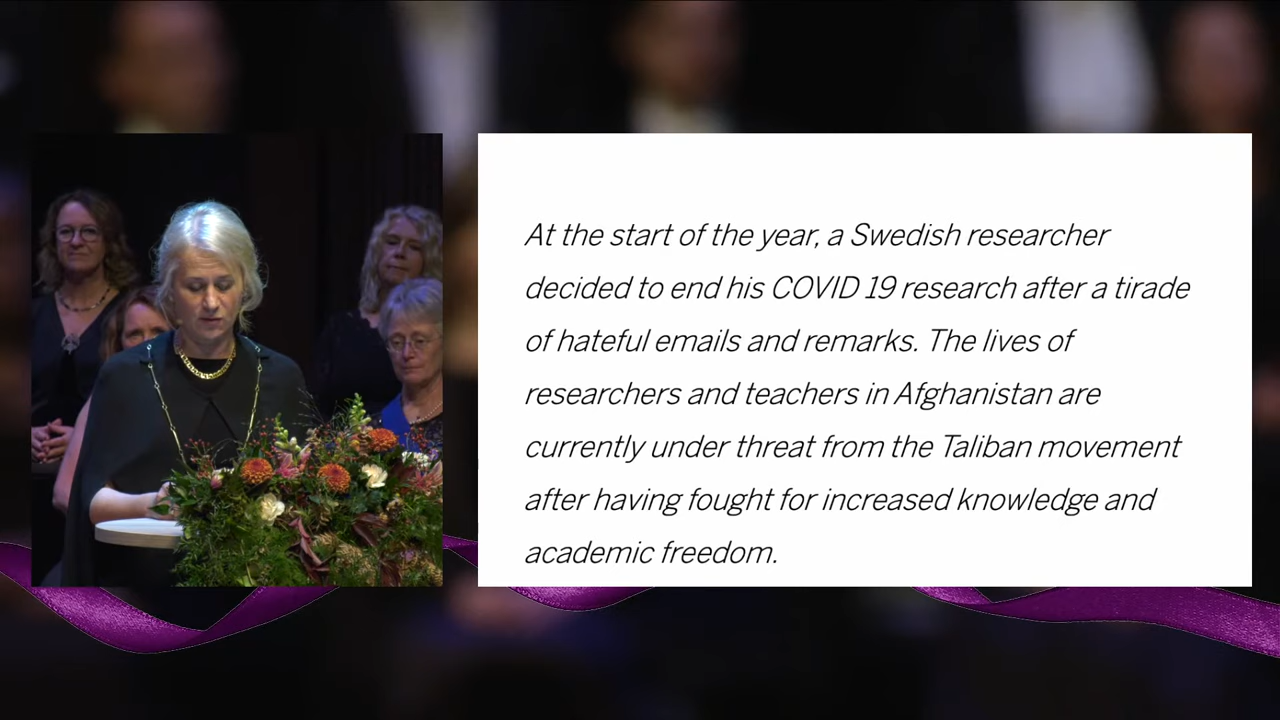 At the start of the year, a Swedish researcher
decided to end his COVID 19 research after a tirade
of hateful emails and remarks. The lives of
researchers and teachers in Afghanistan are
currently under threat from the Taliban movement
after having fought for increased knowledge and
academic freedom.